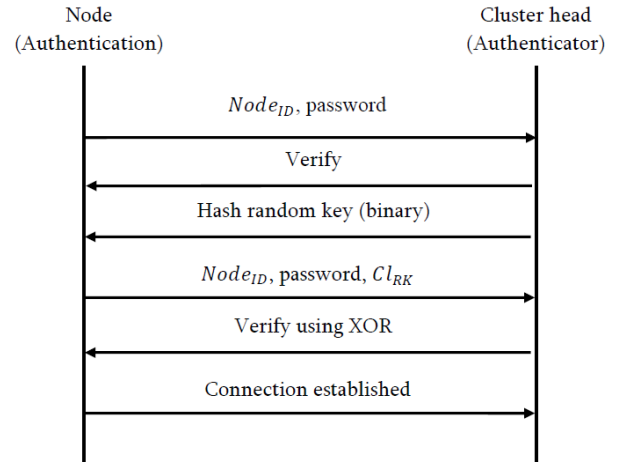 Node
(Authentication)
Cluster head
(Authenticator)
Node_ID, password
Verify
Hash random key (binary)
Node_ID, password, Cl_RK
Verify using XOR
Connection established